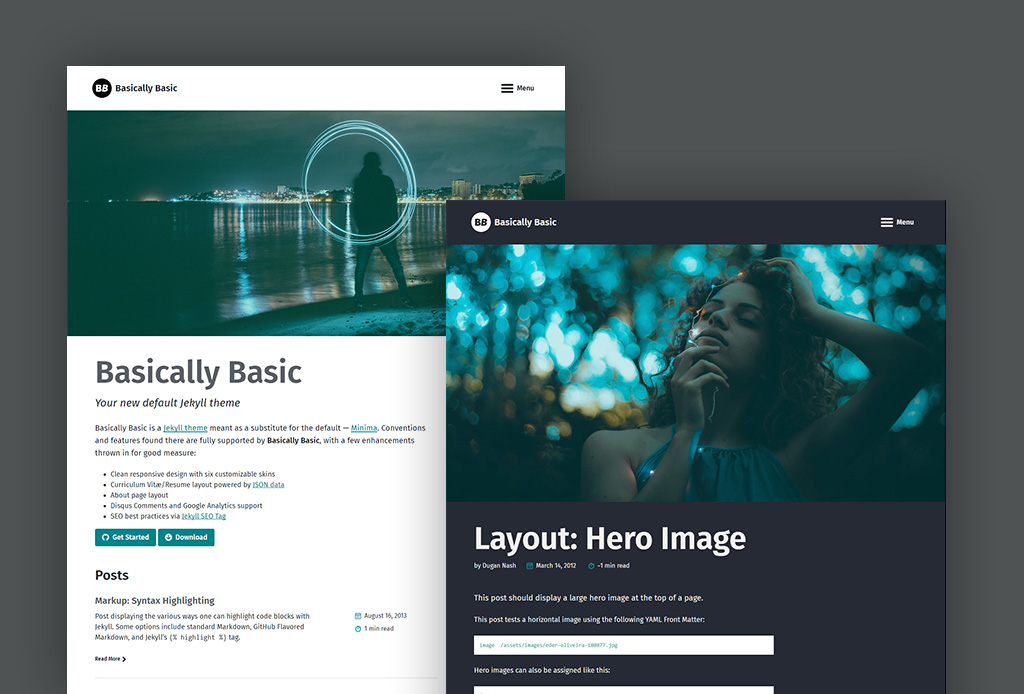 BB Basically Basic
Menu
Basically Basic
Your new default Jekyll theme
Basically Basic is a Jekyll theme meant as a substitute for the default — Minima. Conventions
and features found there are fully supported by Basically Basic, with a few enhancements
thrown in for good measure:
• Clean responsive design with six customizable skins
• Curriculum Vitæ/Resume layout powered by JSON data
• About page layout
• Disqus Comments and Google Analytics support
• SEO best practices via Jekyll SEO Tag
Get Started
Download
Posts
Markup: Syntax Highlighting
Post displaying the various ways one can highlight code blocks with
Jekyll. Some options include standard Markdown, GitHub Flavored
Markdown, and Jekyll's {% highlight %} tag.
August 16, 2013
1 min read
Read More
BB Basically Basic
Menu
Layout: Hero Image
by Dugan Nash
March 14, 2012
~1 min read
This post should display a large hero image at the top of a page.
This post tests a horizontal image using the following YAML Front Matter:
image /assets/images/eder-oliveira-180877.jpg
Hero images can also be assigned like this: